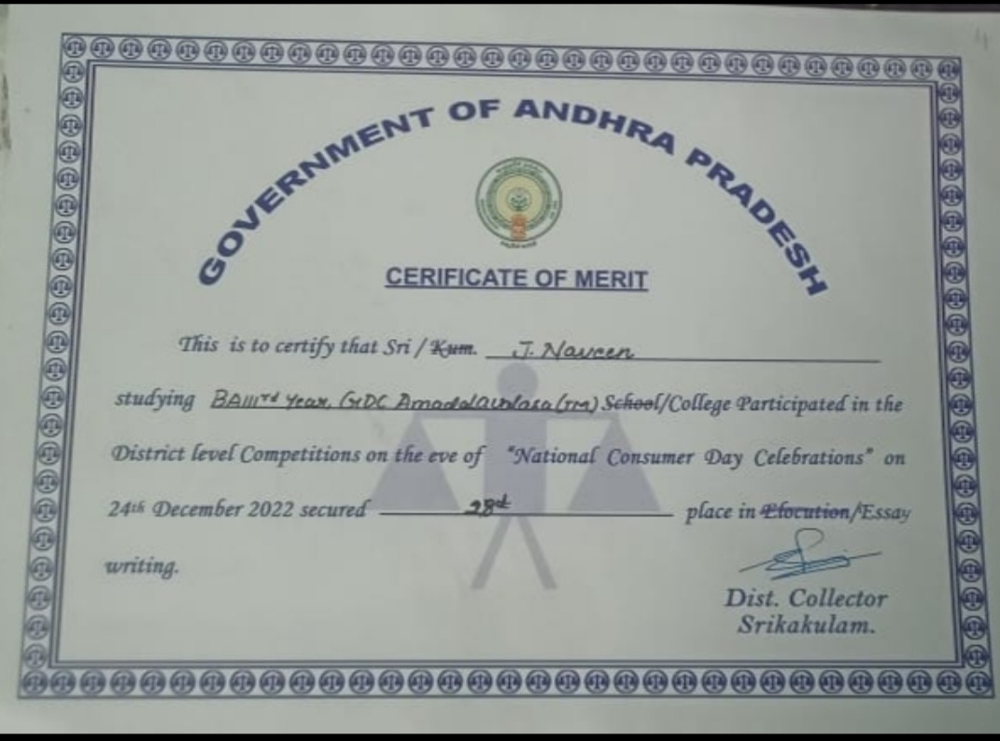 GOVERNMENT OF ANDHRA PRADESH
CERIFICATE OF MERIT
This is to certify that Sri / Kum. J. Naveen
studying BA IIIrd Year, GDC Amadalavalasa (TM) School/College Participated in the
District level Competitions on the eve of "National Consumer Day Celebrations" on
24th December 2022 secured place in Elocution/Essay
writing.
Dist. Collector
Srikakulam.